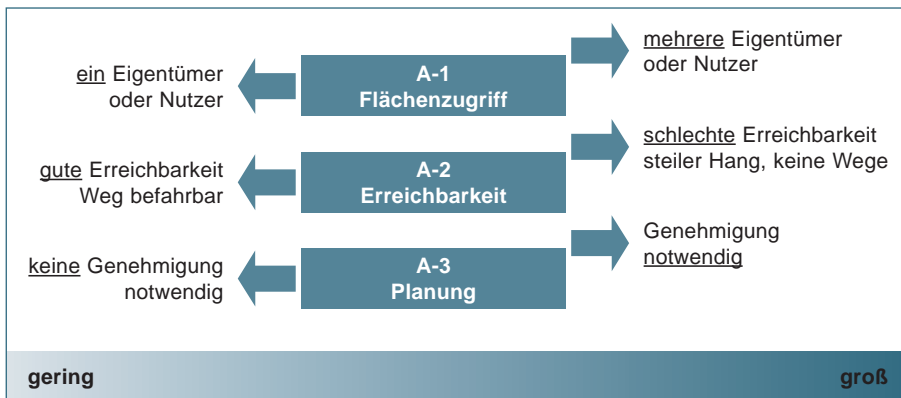 mehrere Eigentümer
oder Nutzer
ein Eigentümer
oder Nutzer
A-1
Flächenzugriff
schlechte Erreichbarkeit
steiler Hang, keine Wege
gute Erreichbarkeit
Weg befahrbar
A-2
Erreichbarkeit
Genehmigung
notwendig
keine Genehmigung
notwendig
A-3
Planung
gering
groß